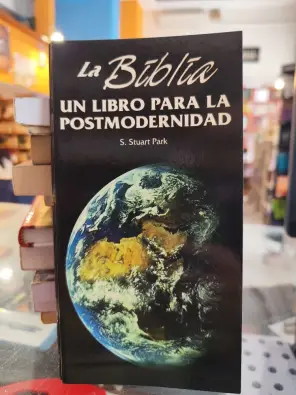 La Biblia
UN LIBRO PARA LA
POSTMODERNIDAD
S. Stuart Park